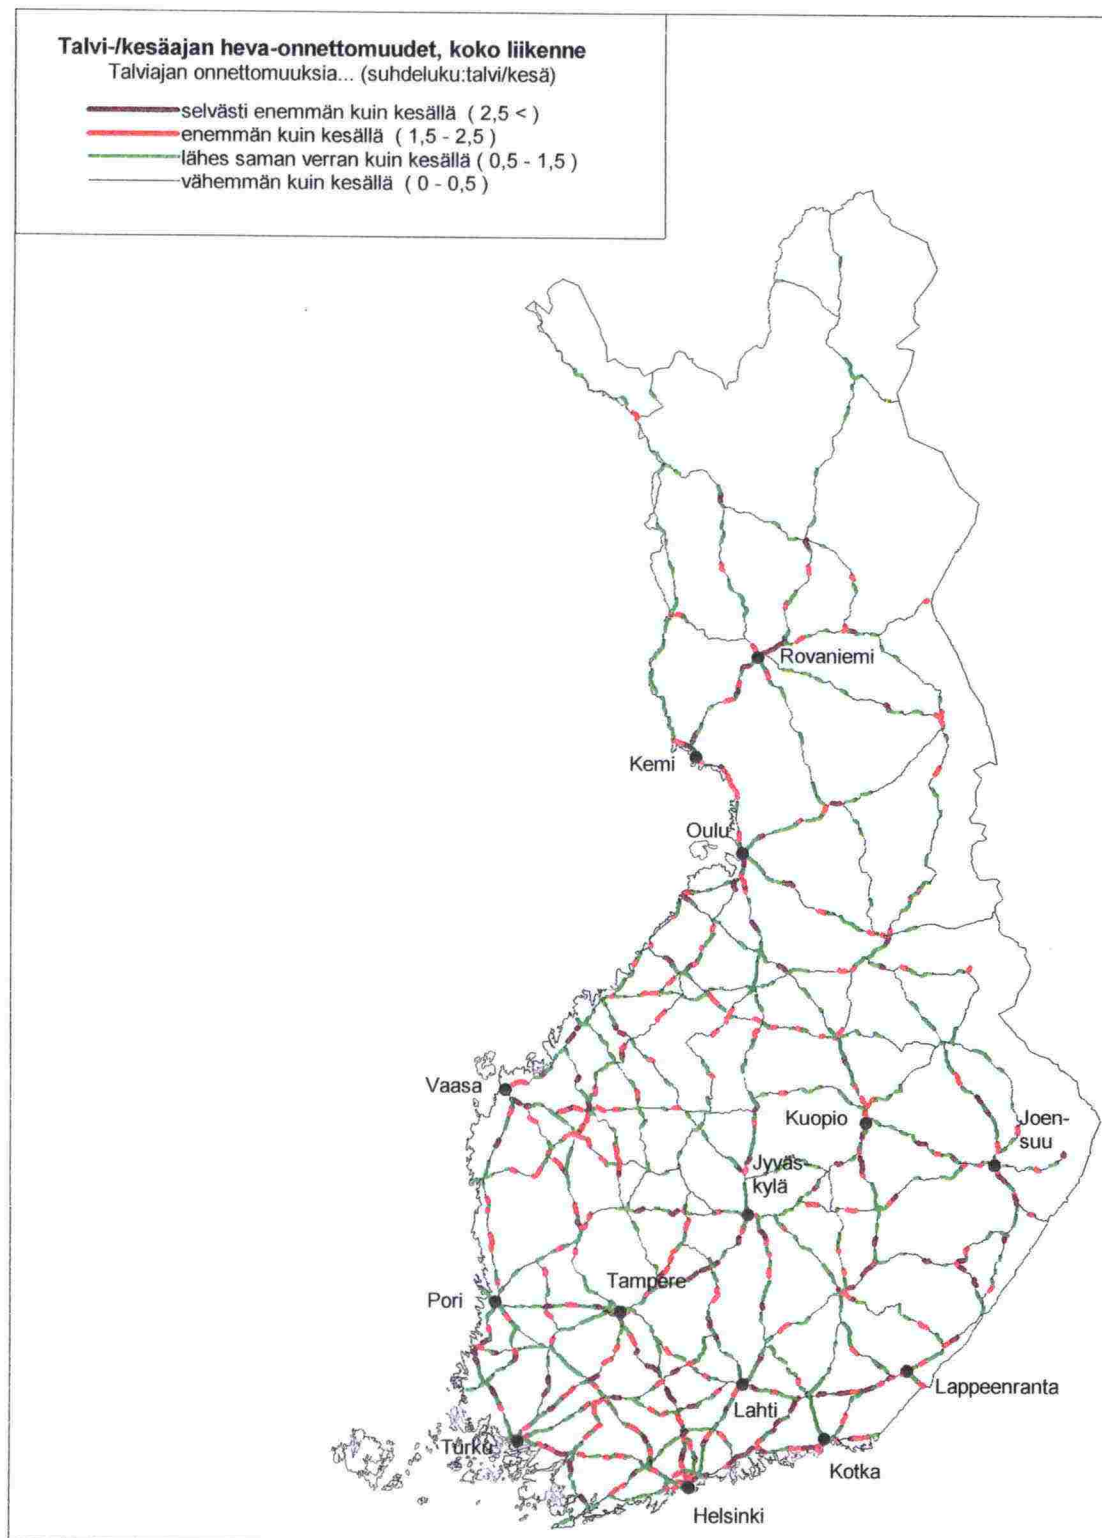 Talvi-/kesäajan heva-onnettomuudet, koko liikenne
Talviajan onnettomuuksia... (suhdeluku:talvi/kesä)
selvästi enemmän kuin kesällä ( 2,5 < )
enemmän kuin kesällä ( 1,5 - 2,5 )
lähes saman verran kuin kesällä ( 0,5 - 1,5 )
vähemmän kuin kesällä ( 0 - 0,5 )
Rovaniemi
Kemi
Oulu
Vaasa
Kuopio
Joen-
suu
Jyväs-
kylä
Tampere
Pori
Lappeenranta
Lahti
Turku
Kotka
Helsinki